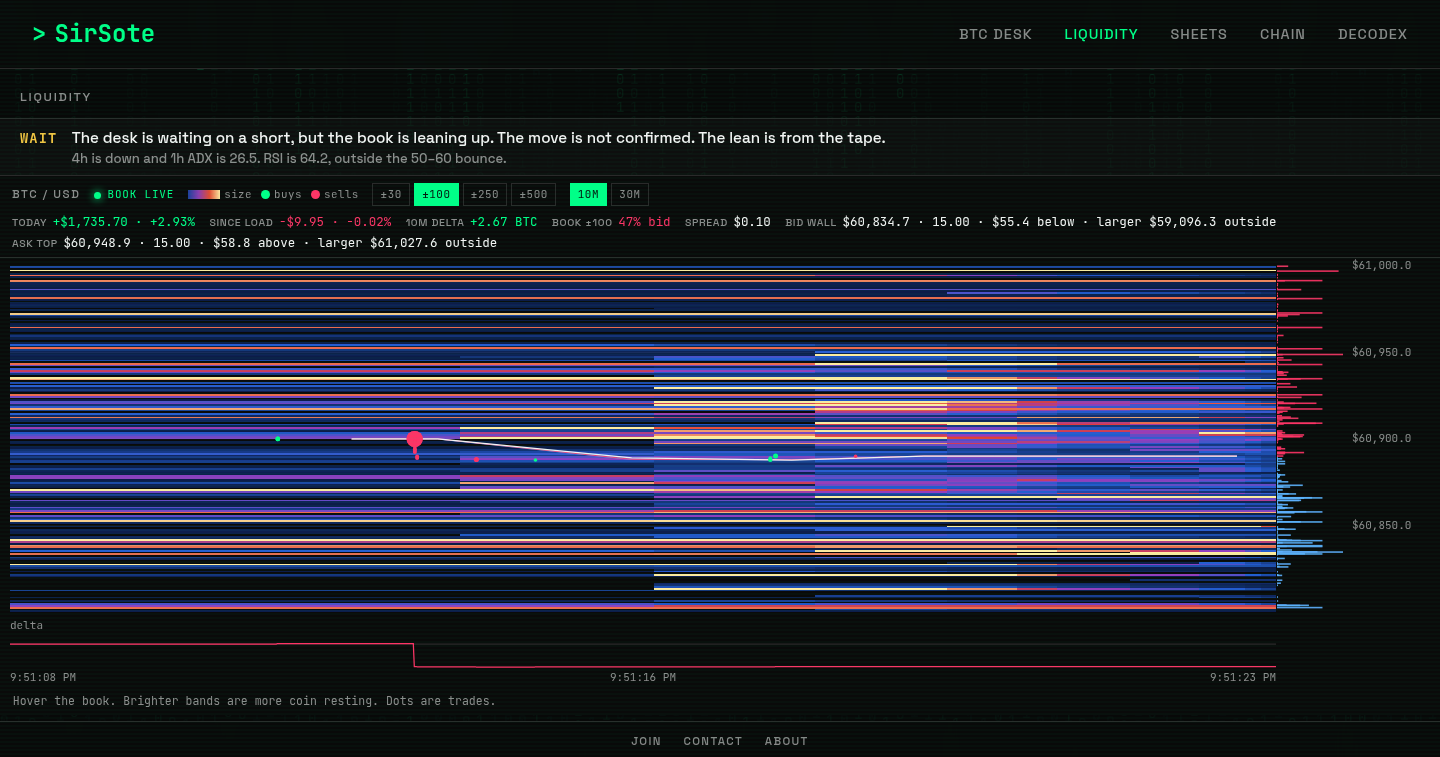 > SirSote
BTC DESK LIQUIDITY SHEETS CHAIN DECODEX
LIQUIDITY
WAIT The desk is waiting on a short, but the book is leaning up. The move is not confirmed. The lean is from the tape.
4h is down and 1h ADX is 26.5. RSI is 64.2, outside the 50–60 bounce.
BTC / USD BOOK LIVE size buys sells ±30 ±100 ±250 ±500 10M 30M
TODAY +$1,735.70 · +2.93% SINCE LOAD -$9.95 · -0.02% 10M DELTA +2.67 BTC BOOK ±100 47% bid SPREAD $0.10 BID WALL $60,834.7 · 15.00 · $55.4 below · larger $59,096.3 outside
ASK TOP $60,948.9 · 15.00 · $58.8 above · larger $61,027.6 outside
$61,000.0
$60,950.0
$60,900.0
$60,850.0
delta
9:51:08 PM 9:51:16 PM 9:51:23 PM
Hover the book. Brighter bands are more coin resting. Dots are trades.
JOIN CONTACT ABOUT